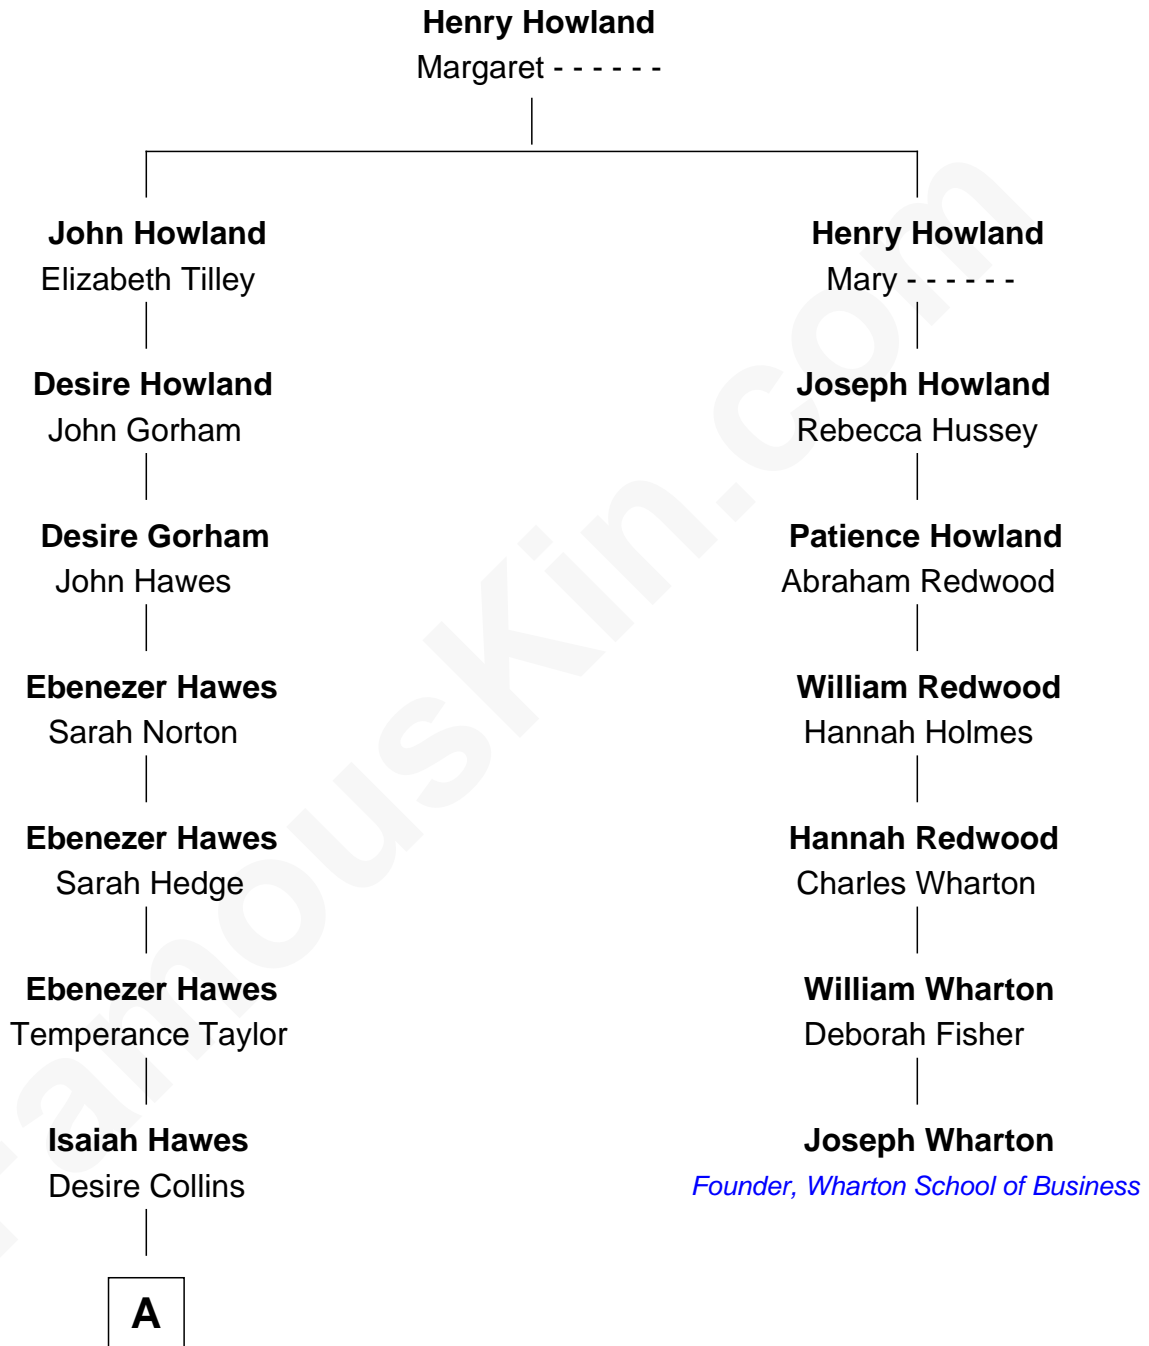 Henry Howland
Margaret - - - - - -
John Howland
Elizabeth Tilley
Henry Howland
Mary - - - - - -
Desire Howland
John Gorham
Joseph Howland
Rebecca Hussey
Desire Gorham
John Hawes
Patience Howland
Abraham Redwood
Ebenezer Hawes
Sarah Norton
William Redwood
Hannah Holmes
Ebenezer Hawes
Sarah Hedge
Hannah Redwood
Charles Wharton
Ebenezer Hawes
Temperance Taylor
William Wharton
Deborah Fisher
Isaiah Hawes
Desire Collins
Joseph Wharton
Founder, Wharton School of Business
A
FamousKin.com